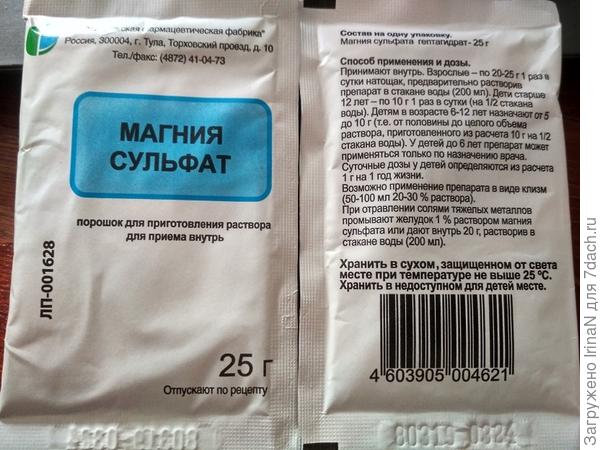 фармацевтическая фабрика"
Россия, 300004, г. Тула, Торховский проезд, д. 10
Тел./факс: (4872) 41-04-73
МАГНИЯ
СУЛЬФАТ
порошок для приготовления раствора
для приема внутрь
ЛП-001628
25 г
Отпускают по рецепту
Состав на одну упаковку.
Магния сульфата гептагидрат - 25 г
Способ применения и дозы.
Принимают внутрь. Взрослые – по 20-25 г 1 раз в
сутки натощак, предварительно растворив
препарат в стакане воды (200 мл). Дети старше
12 лет – по 10 г 1 раз в сутки (на 1/2 стакана
воды). Детям в возрасте 6-12 лет назначают от 5
до 10 г (т.е. от половины до целого объема
раствора, приготовленного из расчета 10 г на 1/2
стакана воды). У детей до 6 лет препарат может
применяться только по назначению врача.
Суточные дозы у детей определяются из расчета
1 г на 1 год жизни.
Возможно применение препарата в виде клизм
(50-100 мл 20-30 % раствора).
При отравлении солями тяжелых металлов
промывают желудок 1 % раствором магния
сульфата или дают внутрь 20 г, растворив в
стакане воды (200 мл).
Хранить в сухом, защищенном от света
месте при температуре не выше 25 ºС.
Хранить в недоступном для детей месте.
4 603905 004621
80319 0324
Загружено IrinaN для 7dach.ru